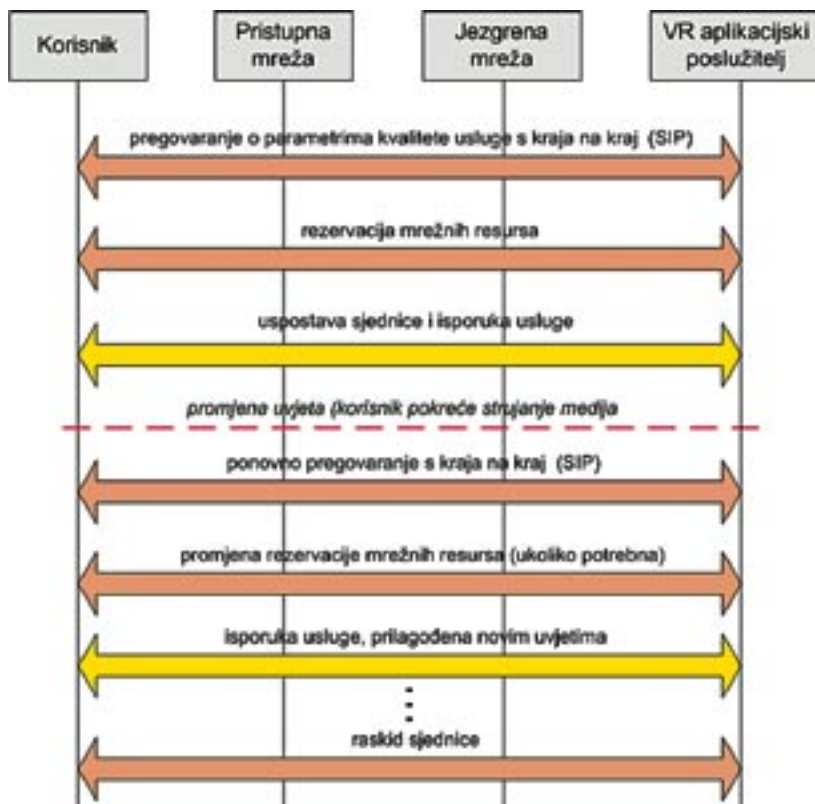 Korisnik
Pristupna
mreža
Jezgrena
mreža
VR aplikacijski
poslužitelj
pregovaranje o parametrima kvalitete usluge s kraja na kraj (SIP)
rezervacija mrežnih resursa
uspostava sjednice i isporuka usluge
promjena uvjeta (korisnik pokreće strujanje medija
ponovno pregovaranje s kraja na kraj (SIP)
promjena rezervacije mrežnih resursa (ukoliko potrebna)
isporuka usluge, prilagođena novim uvjetima
raskid sjednice